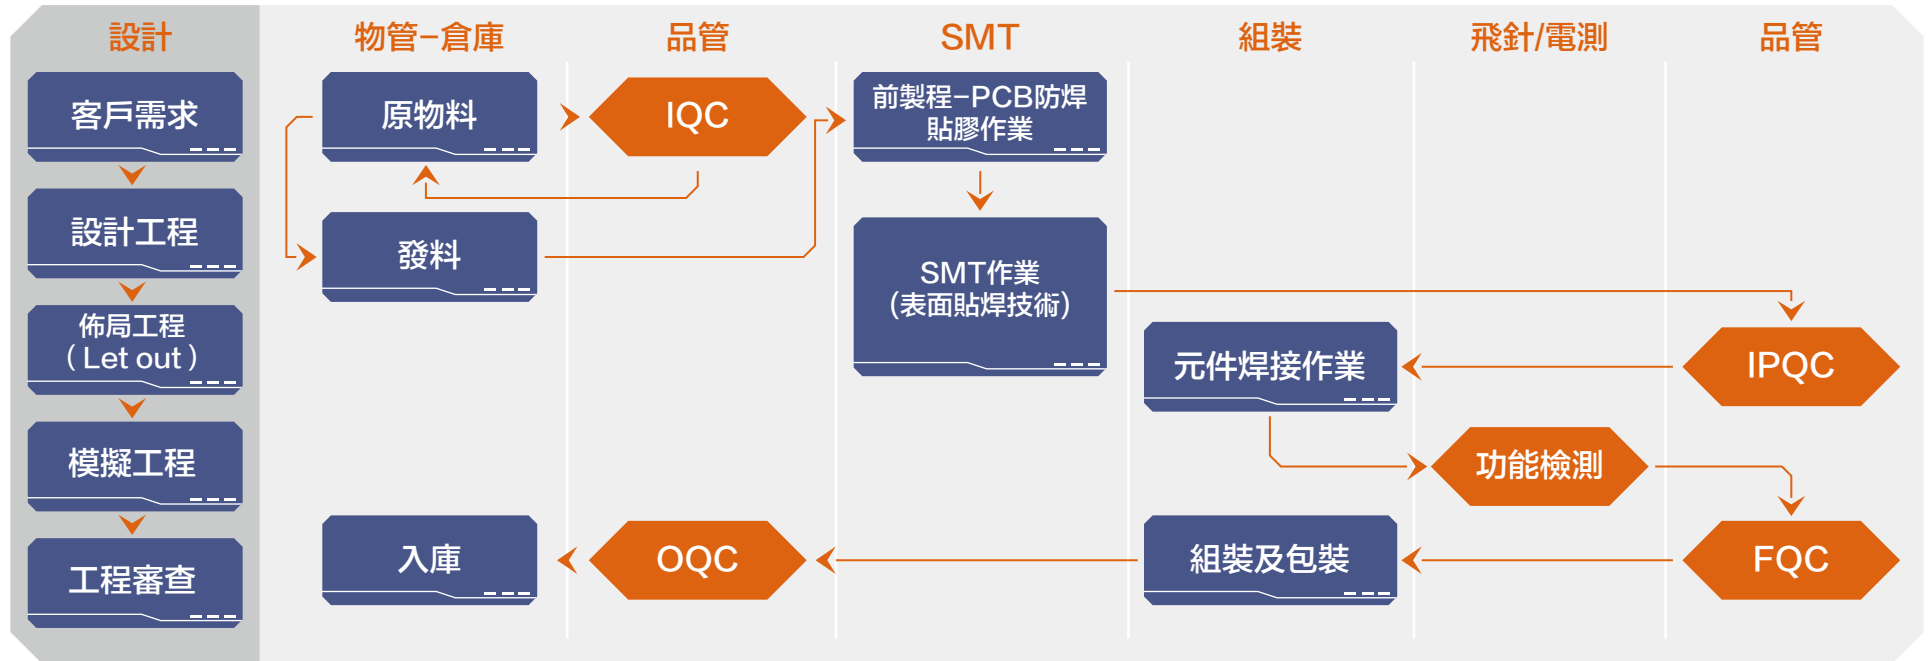 設計
物管-倉庫
品管
SMT
組裝
飛針/電測
品管
客戶需求
設計工程
佈局工程
( Let out )
模擬工程
工程審查
原物料
IQC
發料
前製程-PCB防焊
貼膠作業
SMT作業
(表面貼焊技術)
IPQC
元件焊接作業
功能檢測
FQC
組裝及包裝
OQC
入庫